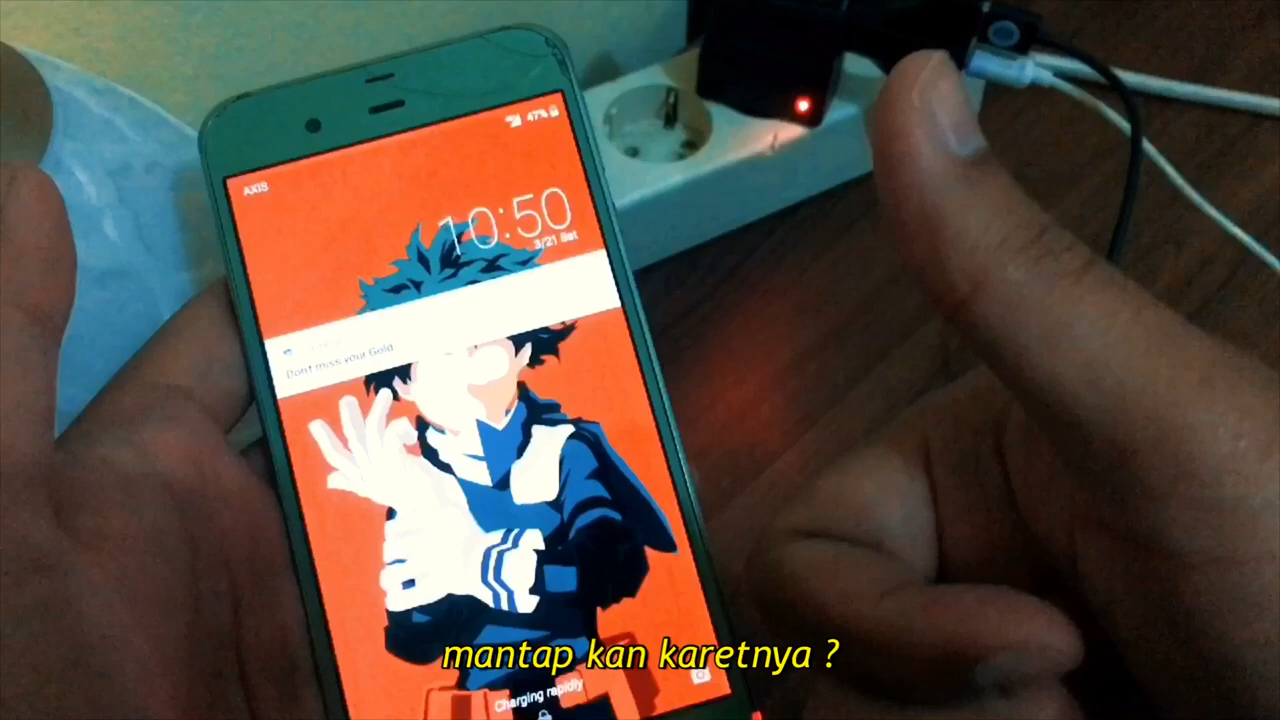 47%
AXIS
10:50
3/21 Sat
Don't miss your Gold
mantap kan karetnya ?
Charging rapidly